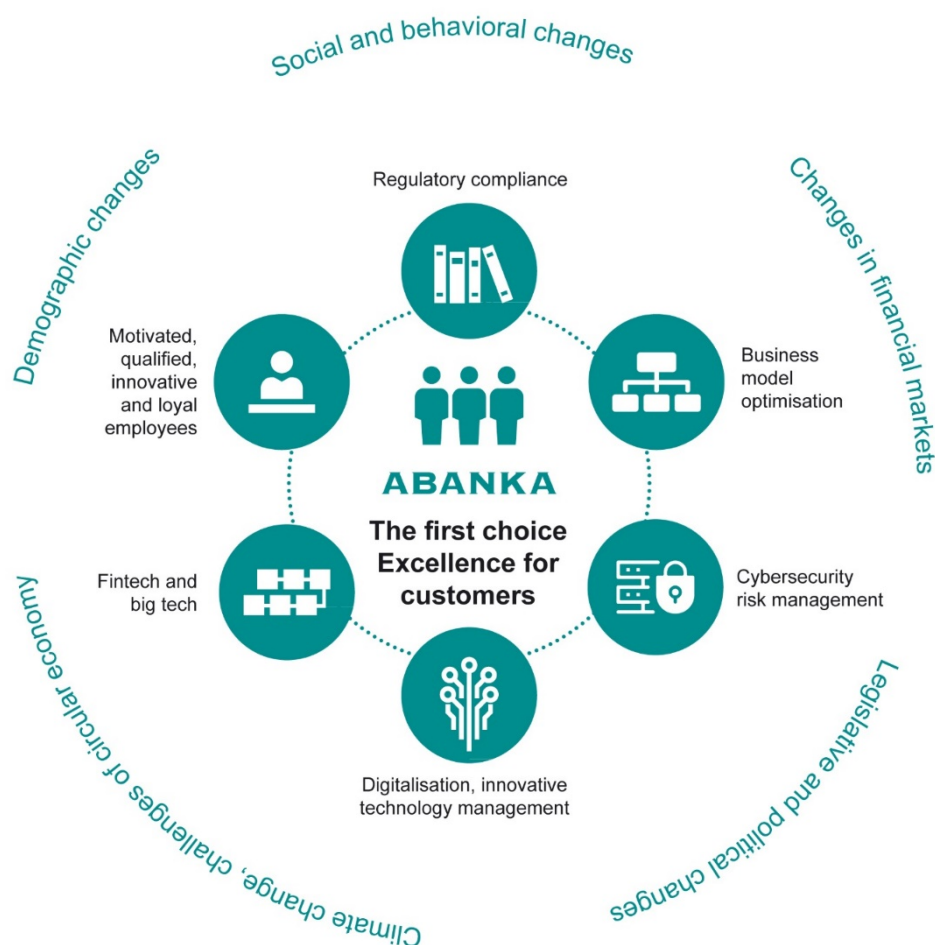 Social and behavioral changes
Demographic changes
Changes in financial markets
Regulatory compliance
Motivated,
qualified,
innovative
and loyal
employees
Business
model
optimisation
ABANKA
The first choice
Excellence for
customers
Fintech and
big tech
Cybersecurity
risk management
Digitalisation, innovative
technology management
Climate change, challenges of circular economy
Legislative and political changes